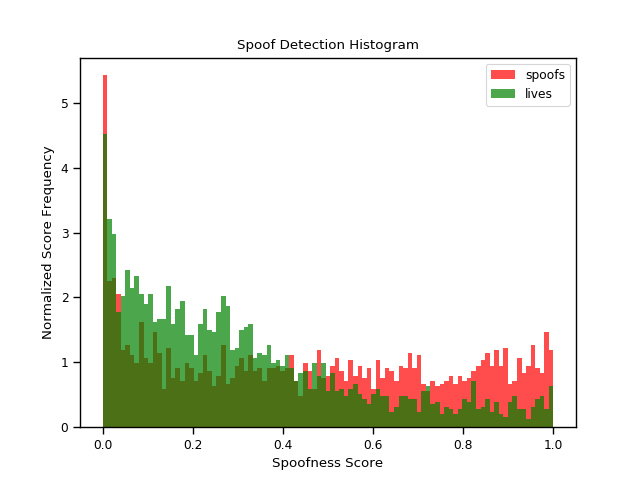 Spoof Detection Histogram
spoofs
lives
Normalized Score Frequency
5
4
3
2
1
0
0.0 0.2 0.4 0.6 0.8 1.0
Spoofness Score